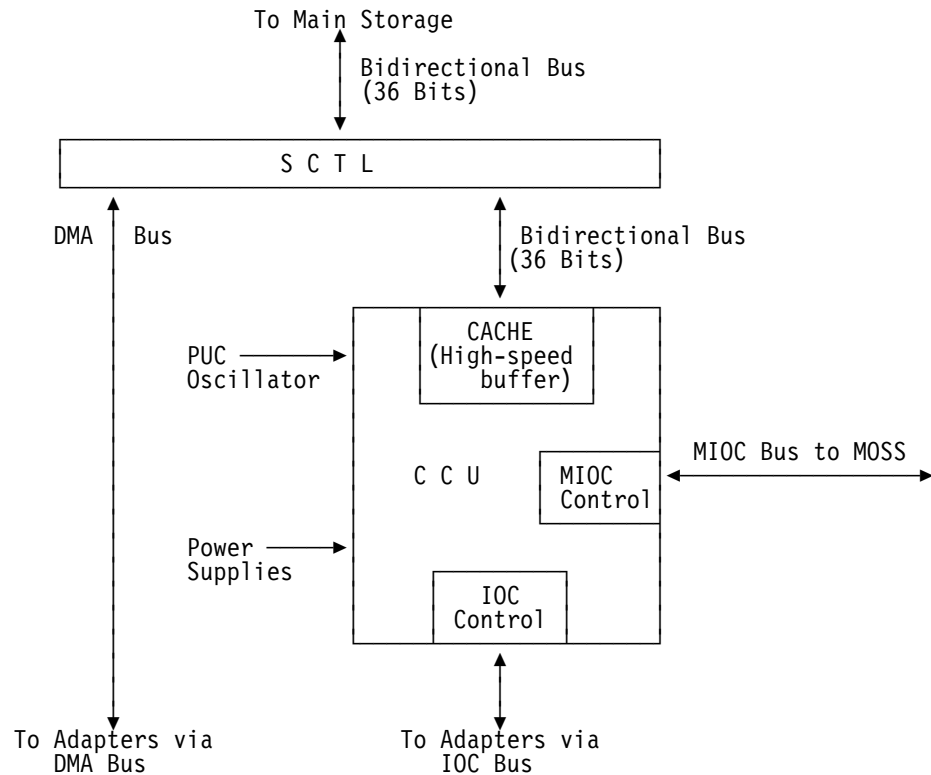 To Main Storage
Bidirectional Bus
(36 Bits)
S C T L
DMA Bus
Bidirectional Bus
(36 Bits)
CACHE
(High-speed
buffer)
PUC
Oscillator
MIOC Bus to MOSS
C C U
MIOC
Control
Power
Supplies
IOC
Control
To Adapters via
DMA Bus
To Adapters via
IOC Bus